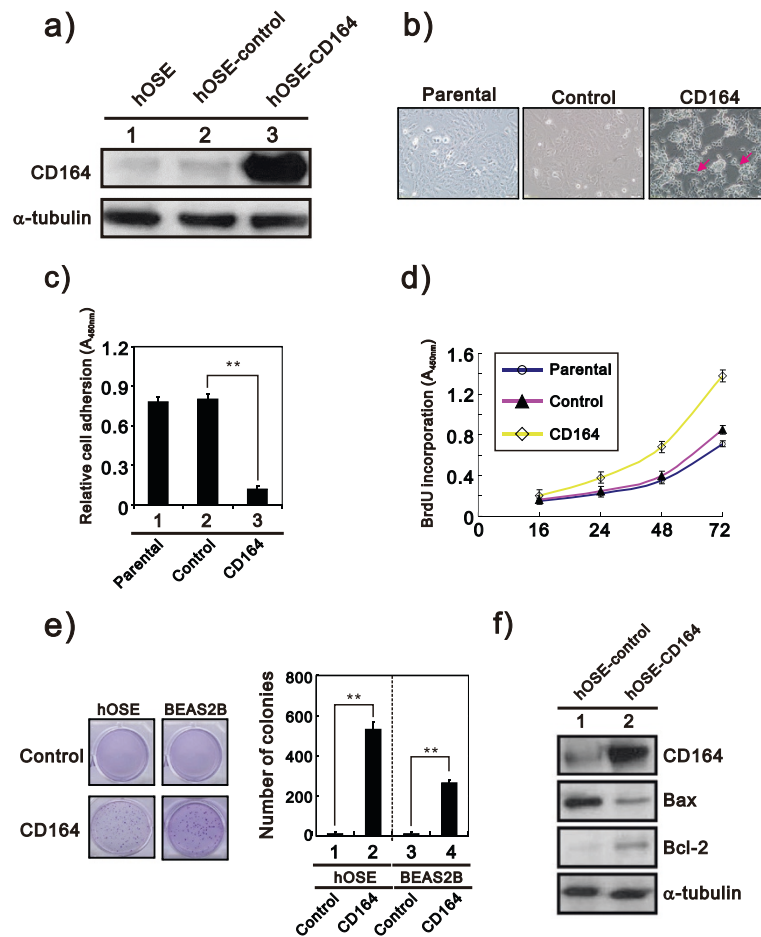 a)
hOSE
hOSE-control
hOSE-CD164
1 2 3
CD164
α-tubulin
b)
Parental Control CD164
c)
Relative cell adhersion (A450nm)
1.2
0.9
0.6
0.3
0
**
1 2 3
Parental
Control
CD164
d)
BrdU incorporation (A450nm)
1.6
1.2
0.8
0.4
0
Parental
Control
CD164
0 16 24 48 72
e)
hOSE BEAS2B
Control
CD164
Number of colonies
800
600
400
200
0
**
**
1 2 3 4
hOSE BEAS2B
Control
CD164
Control
CD164
f)
hOSE-control
hOSE-CD164
1 2
CD164
Bax
Bcl-2
α-tubulin